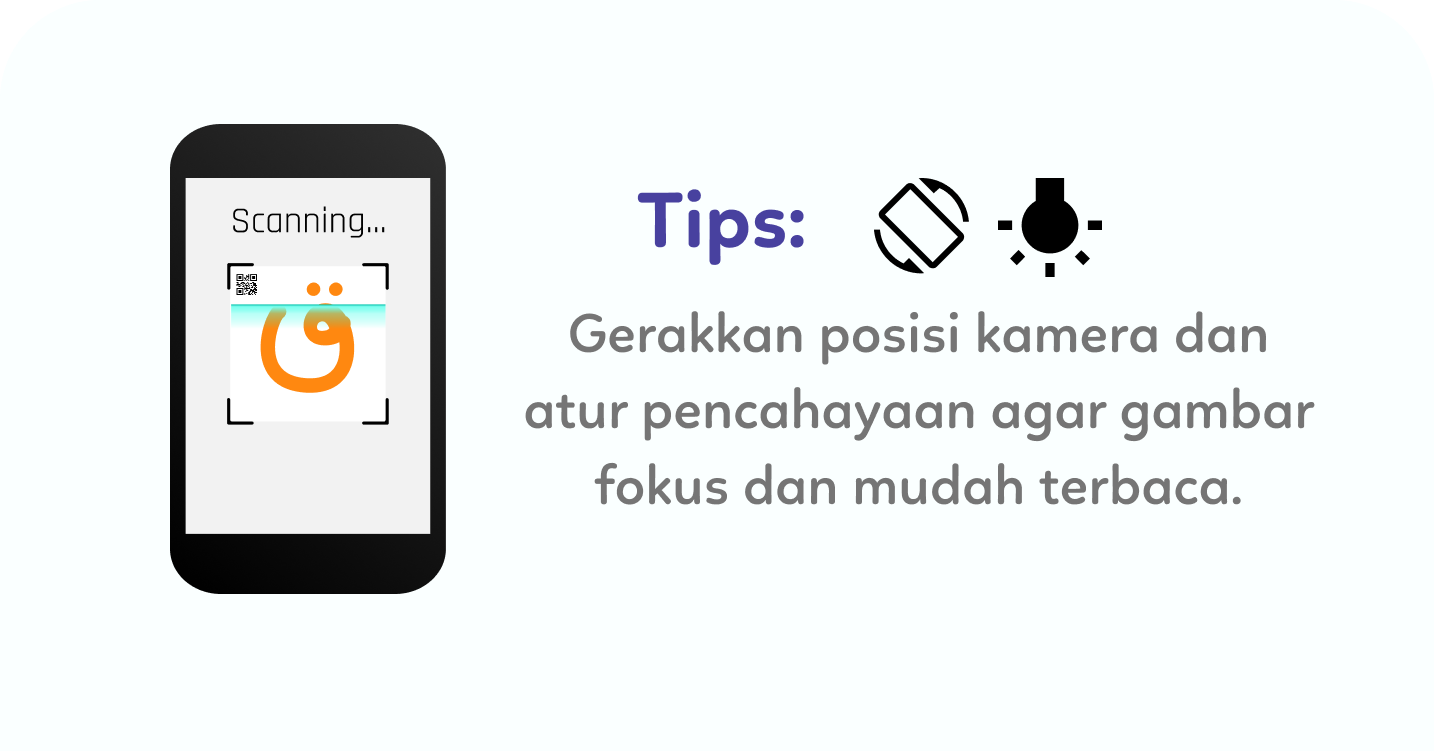 Scanning...
ق
Tips:
Gerakkan posisi kamera dan
atur pencahayaan agar gambar
fokus dan mudah terbaca.